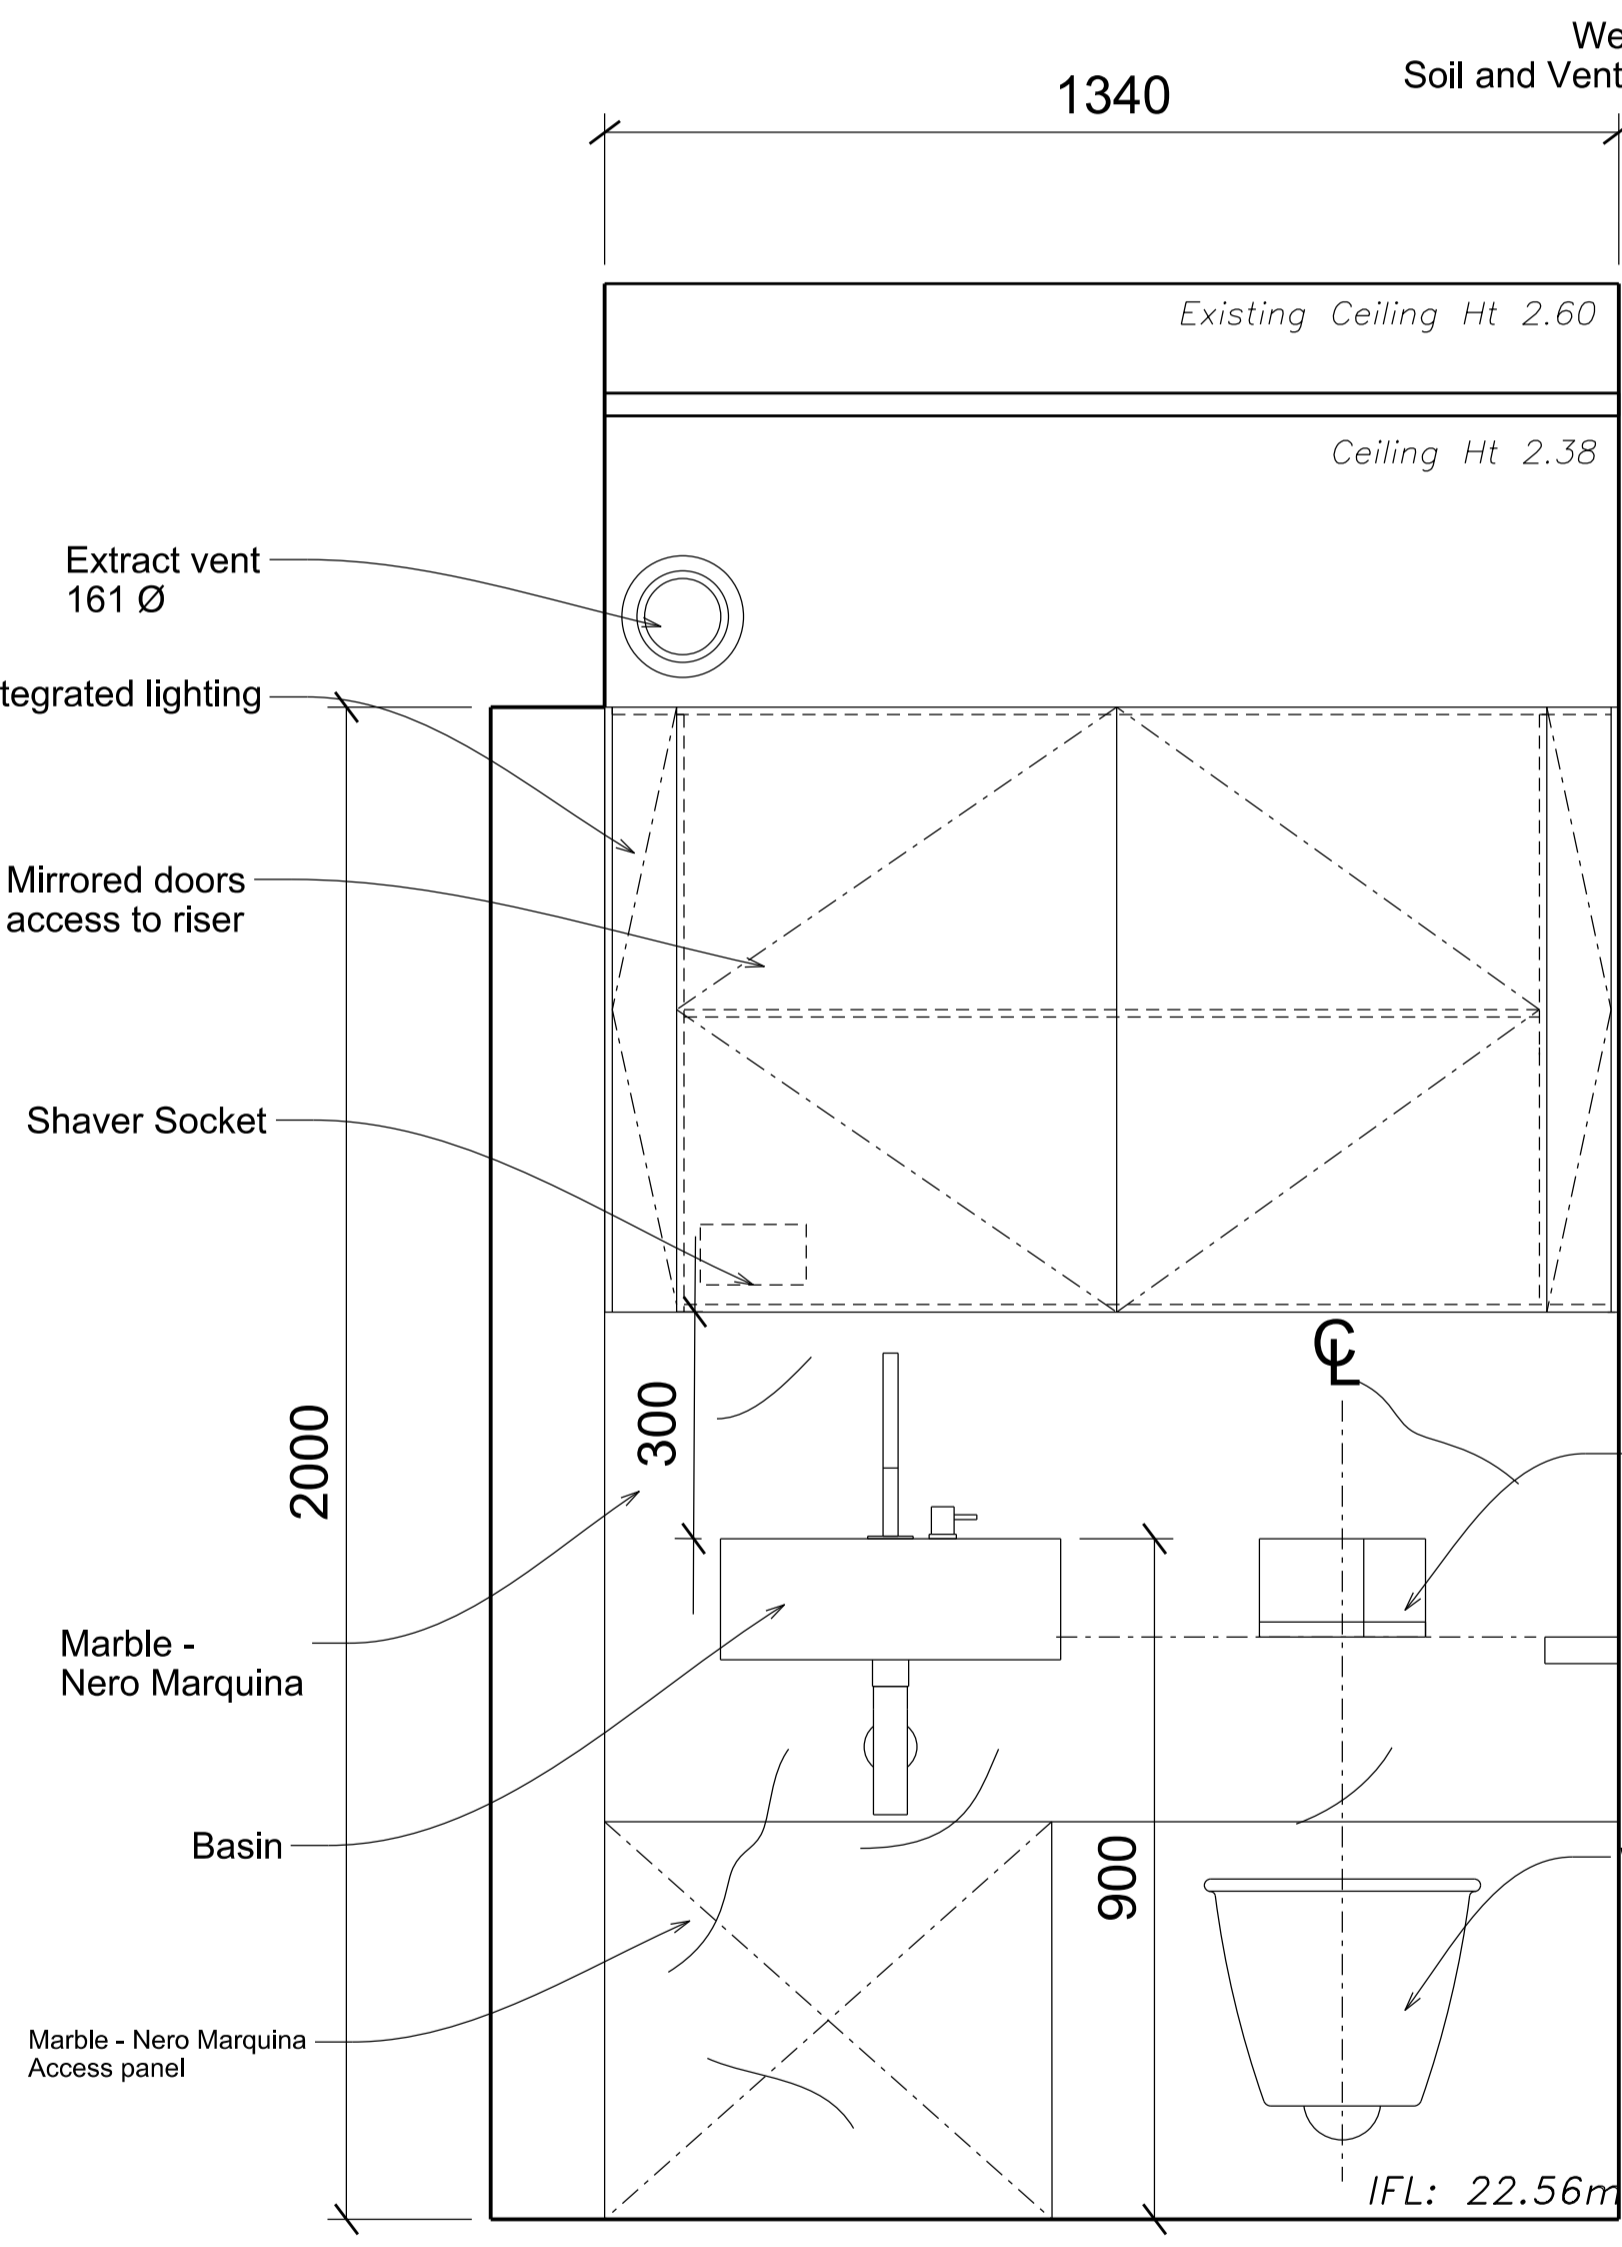 Soil and Vent
1340
Existing Ceiling Ht 2.60
Ceiling Ht 2.38
Extract vent
161 Ø
lighting
Mirrored doors
access to riser
Shaver Socket
℄
300
2000
Marble -
Nero Marquina
Basin
900
Marble - Nero Marquina
Access panel
IFL: 22.56m